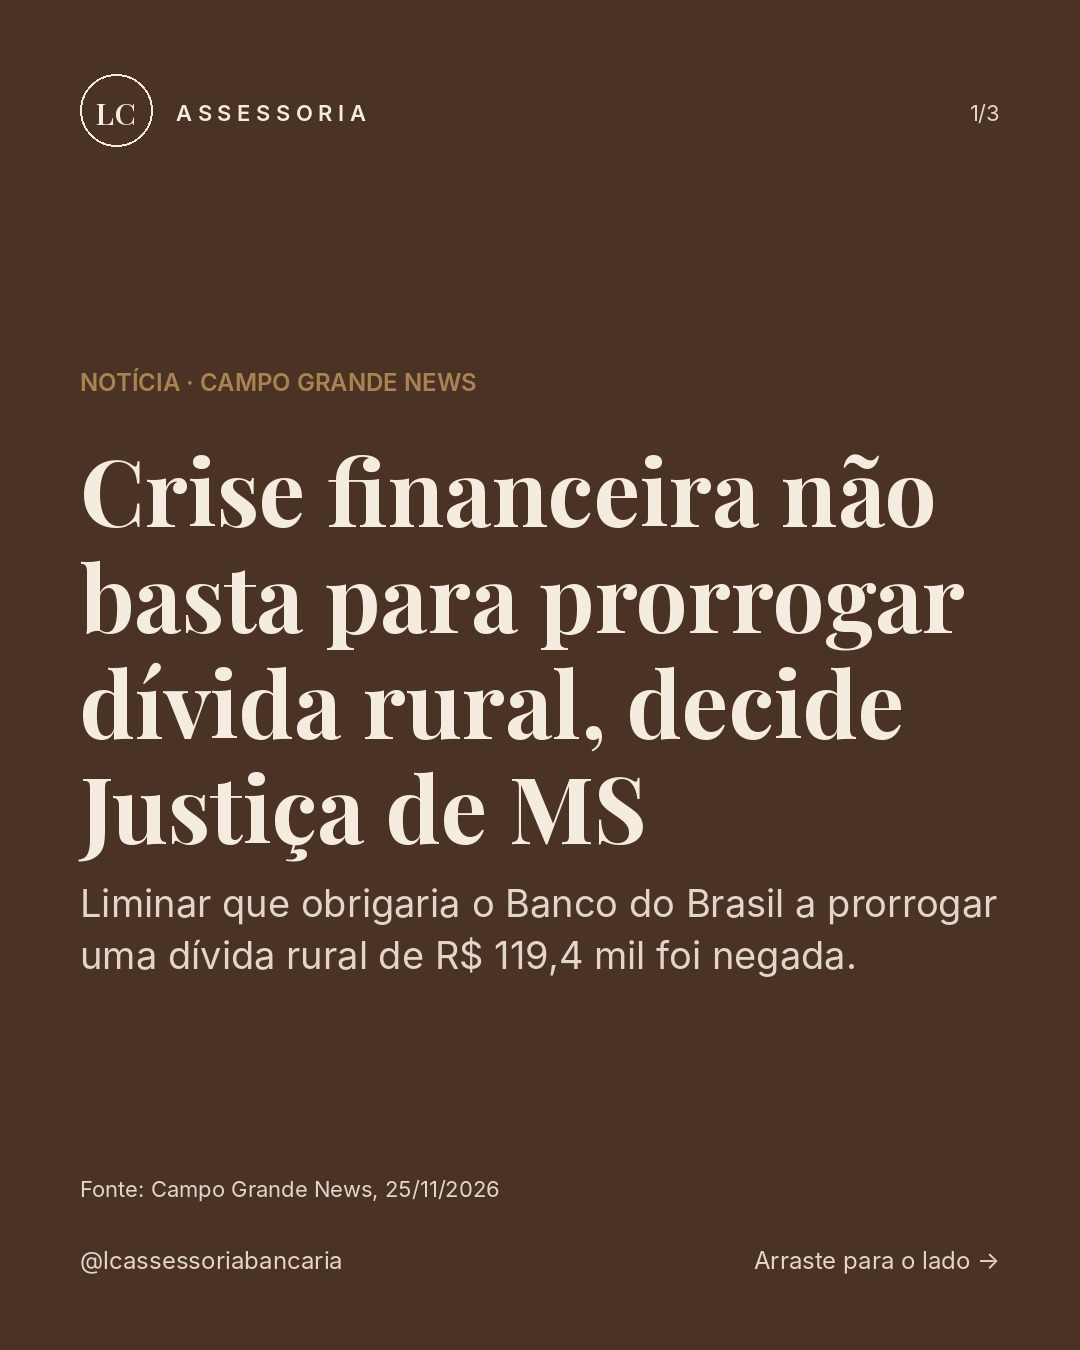 LC ASSESSORIA
1/3
NOTÍCIA · CAMPO GRANDE NEWS
Crise financeira não
basta para prorrogar
dívida rural, decide
Justiça de MS
Liminar que obrigaria o Banco do Brasil a prorrogar
uma dívida rural de R$ 119,4 mil foi negada.
Fonte: Campo Grande News, 25/11/2026
@lcassessoriabancaria
Arraste para o lado →